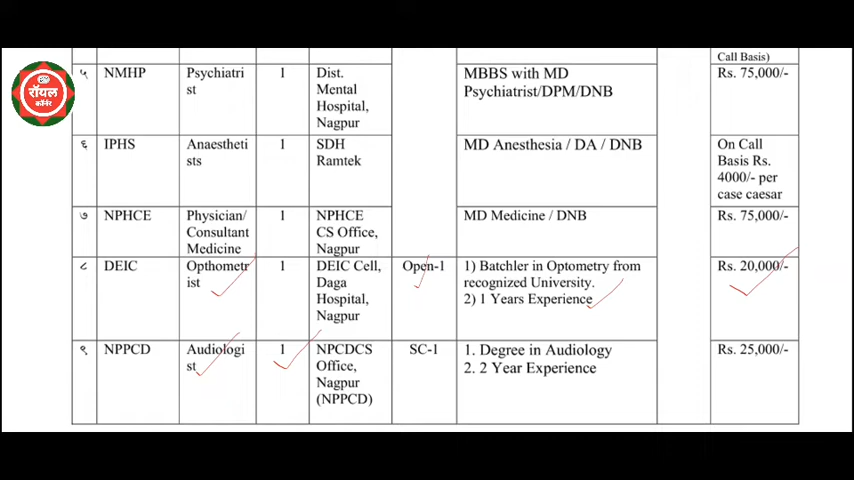 Call Basis)
रॉयल
कॉर्नर
५ NMHP Psychiatri 1 Dist. MBBS with MD Rs. 75,000/-
st Mental Psychiatrist/DPM/DNB
Hospital,
Nagpur
६ IPHS Anaestheti 1 SDH MD Anesthesia / DA / DNB On Call
sts Ramtek Basis Rs.
4000/- per
case caesar
७ NPHCE Physician/ 1 NPHCE MD Medicine / DNB Rs. 75,000/-
Consultant CS Office,
Medicine Nagpur
८ DEIC Opthometr 1 DEIC Cell, Open-1 1) Batchler in Optometry from Rs. 20,000/-
ist Daga recognized University.
Hospital, 2) 1 Years Experience
Nagpur
९ NPPCD Audiologi 1 NPCDCS SC-1 1. Degree in Audiology Rs. 25,000/-
st Office, 2. 2 Year Experience
Nagpur
(NPPCD)